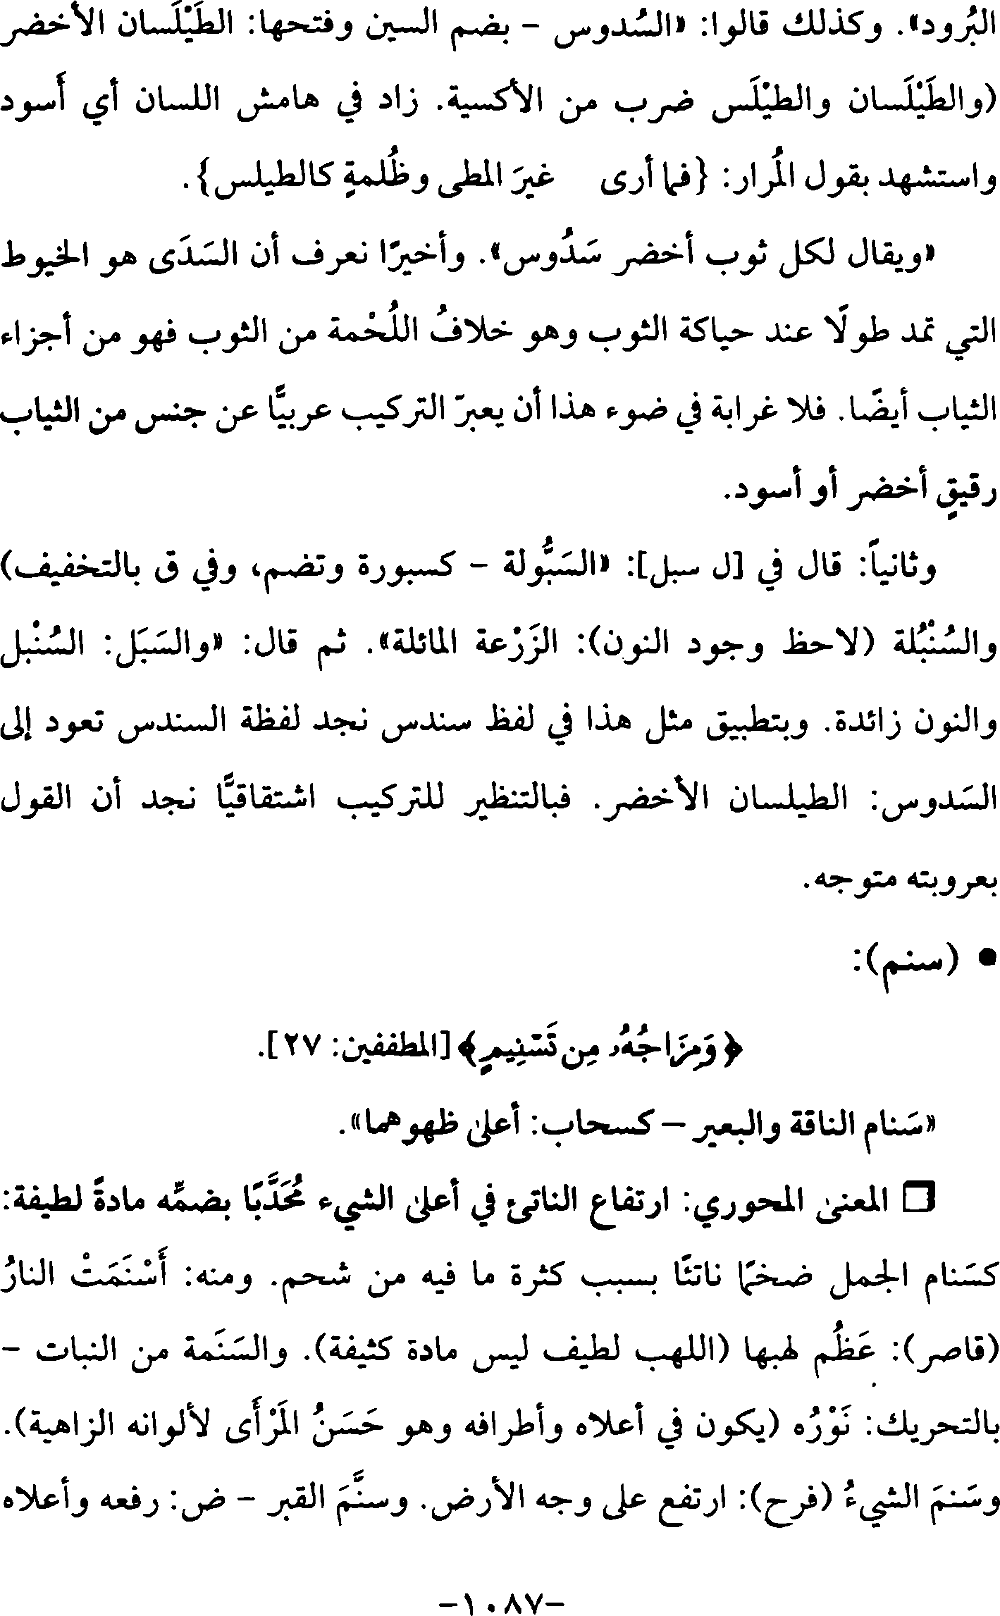 البُرود». وكذلك قالوا: «السُدوس – بضم السين وفتحها: الطَيْلَسان الأخضر
(والطَيْلَسان والطيْلَس ضرب من الأكسية. زاد في هامش اللسان أي أَسود
واستشهد بقول المُرار: {فما أرى    غيرَ المطى وظُلمةٍ كالطيلس}.
«ويقال لكل ثوب أخضر سَدُوس». وأخيرًا نعرف أن السَدَى هو الخيوط
التي تمد طولًا عند حياكة الثوب وهو خلافُ اللُحْمة من الثوب فهو من أجزاء
الثياب أيضًا. فلا غرابة في ضوء هذا أن يعبرّ التركيب عربيًّا عن جنس من الثياب
رقيقٍ أخضر أو أسود.
وثانياً: قال في [ل سبل]: «السَبُّولة – كسبورة وتضم، وفي ق بالتخفيف)
والسُنْبُلة (لاحظ وجود النون): الزَرْعة المائلة». ثم قال: «والسَبَل: السُنْبل
والنون زائدة. وبتطبيق مثل هذا في لفظ سندس نجد لفظة السندس تعود إلى
السَدوس: الطيلسان الأخضر. فبالتنظير للتركيب اشتقاقيًّا نجد أن القول
بعروبته متوجه.
• (سنم):
﴿وَمِزَاجُهُۥ مِن تَسْنِيمٍ﴾ [المطففين: ٢٧].
«سَنام الناقة والبعير – كسحاب: أعلى ظهوهما».
❒ المعنى المحوري: ارتفاع الناتئ في أعلى الشيء مُحَدَّبًا بضمِّه مادةً لطيفة:
كسَنام الجمل ضخمًا ناتئًا بسبب كثرة ما فيه من شحم. ومنه: أَسْنَمَتْ النارُ
(قاصر): عَظُم لهبها (اللهب لطيف ليس مادة كثيفة). والسَنَمة من النبات –
بالتحريك: نَوْرُه (يكون في أعلاه وأطرافه وهو حَسَنُ المَرْأَى لألوانه الزاهية).
وسَنمَ الشيءُ (فرح): ارتفع على وجه الأرض. وسنَّمَ القبر – ض: رفعه وأعلاه
-١٠٨٧-